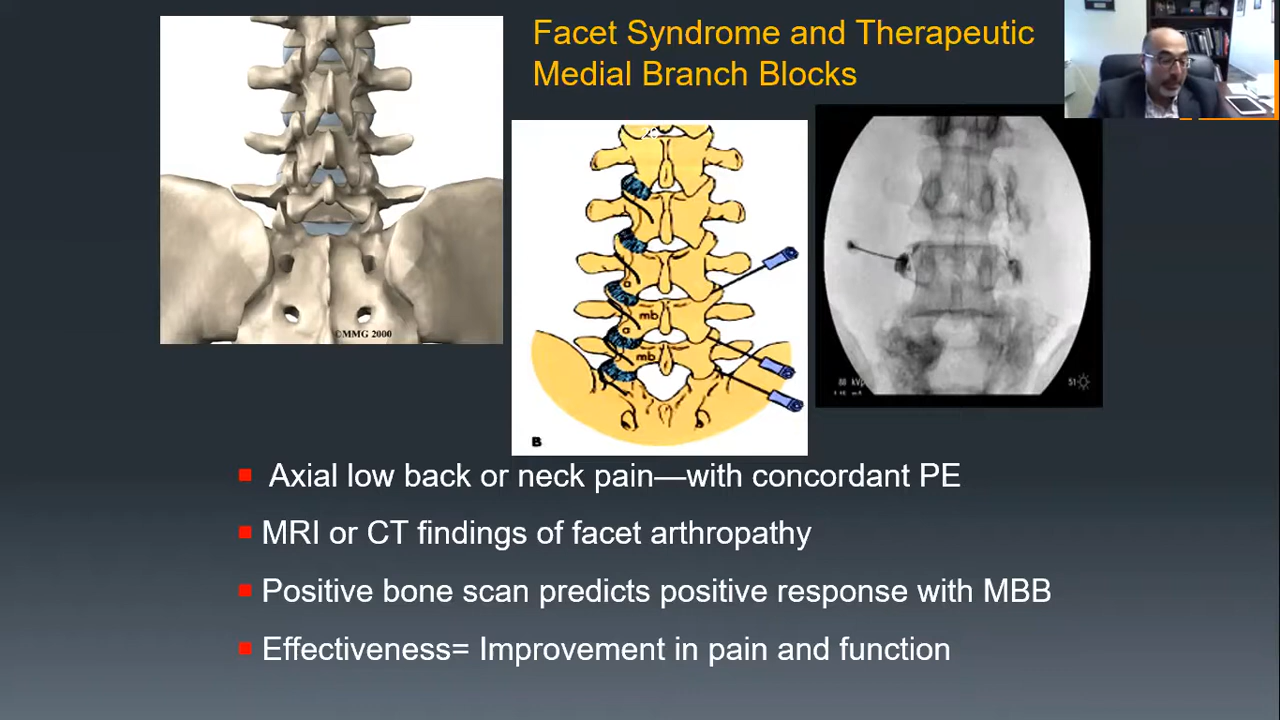 Facet Syndrome and Therapeutic
Medial Branch Blocks
©MMG 2000
a
mb
a
mb
B
kVp
51
Axial low back or neck pain—with concordant PE
MRI or CT findings of facet arthropathy
Positive bone scan predicts positive response with MBB
Effectiveness= Improvement in pain and function